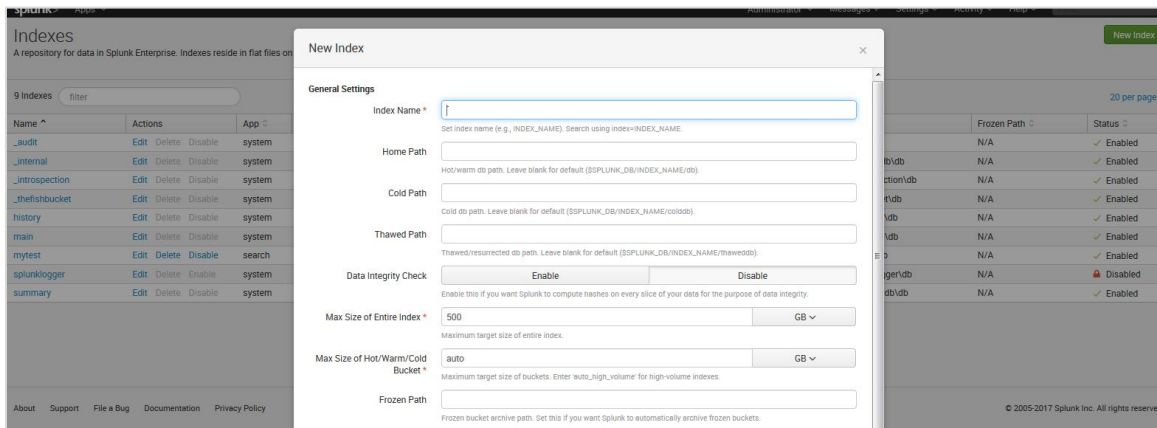 splunk> Apps Administrator Messages Settings Activity Help
Indexes
A repository for data in Splunk Enterprise. Indexes reside in flat files on
New Index
9 Indexes filter
20 per page
Name Actions App Frozen Path Status
_audit Edit Delete Disable system N/A Enabled
_internal Edit Delete Disable system lb\db N/A Enabled
_introspection Edit Delete Disable system ction\db N/A Enabled
_thefishbucket Edit Delete Disable system et\db N/A Enabled
history Edit Delete Disable system \db N/A Enabled
main Edit Delete Disable system \db N/A Enabled
mytest Edit Delete Disable search N/A Enabled
splunklogger Edit Delete Enable system gger\db N/A Disabled
summary Edit Delete Disable system db\db N/A Enabled
About Support File a Bug Documentation Privacy Policy
© 2005-2017 Splunk Inc. All rights reserve
New Index
General Settings
Index Name *
Set index name (e.g., INDEX_NAME). Search using index=INDEX_NAME.
Home Path
Hot/warm db path. Leave blank for default ($SPLUNK_DB/INDEX_NAME/db).
Cold Path
Cold db path. Leave blank for default ($SPLUNK_DB/INDEX_NAME/colddb).
Thawed Path
Thawed/resurrected db path. Leave blank for default ($SPLUNK_DB/INDEX_NAME/thaweddb).
Data Integrity Check Enable Disable
Enable this if you want Splunk to compute hashes on every slice of your data for the purpose of data integrity.
Max Size of Entire Index * 500 GB
Maximum target size of entire index.
Max Size of Hot/Warm/Cold Bucket * auto GB
Maximum target size of buckets. Enter 'auto_high_volume' for high-volume indexes.
Frozen Path
Frozen bucket archive path. Set this if you want Splunk to automatically archive frozen buckets.